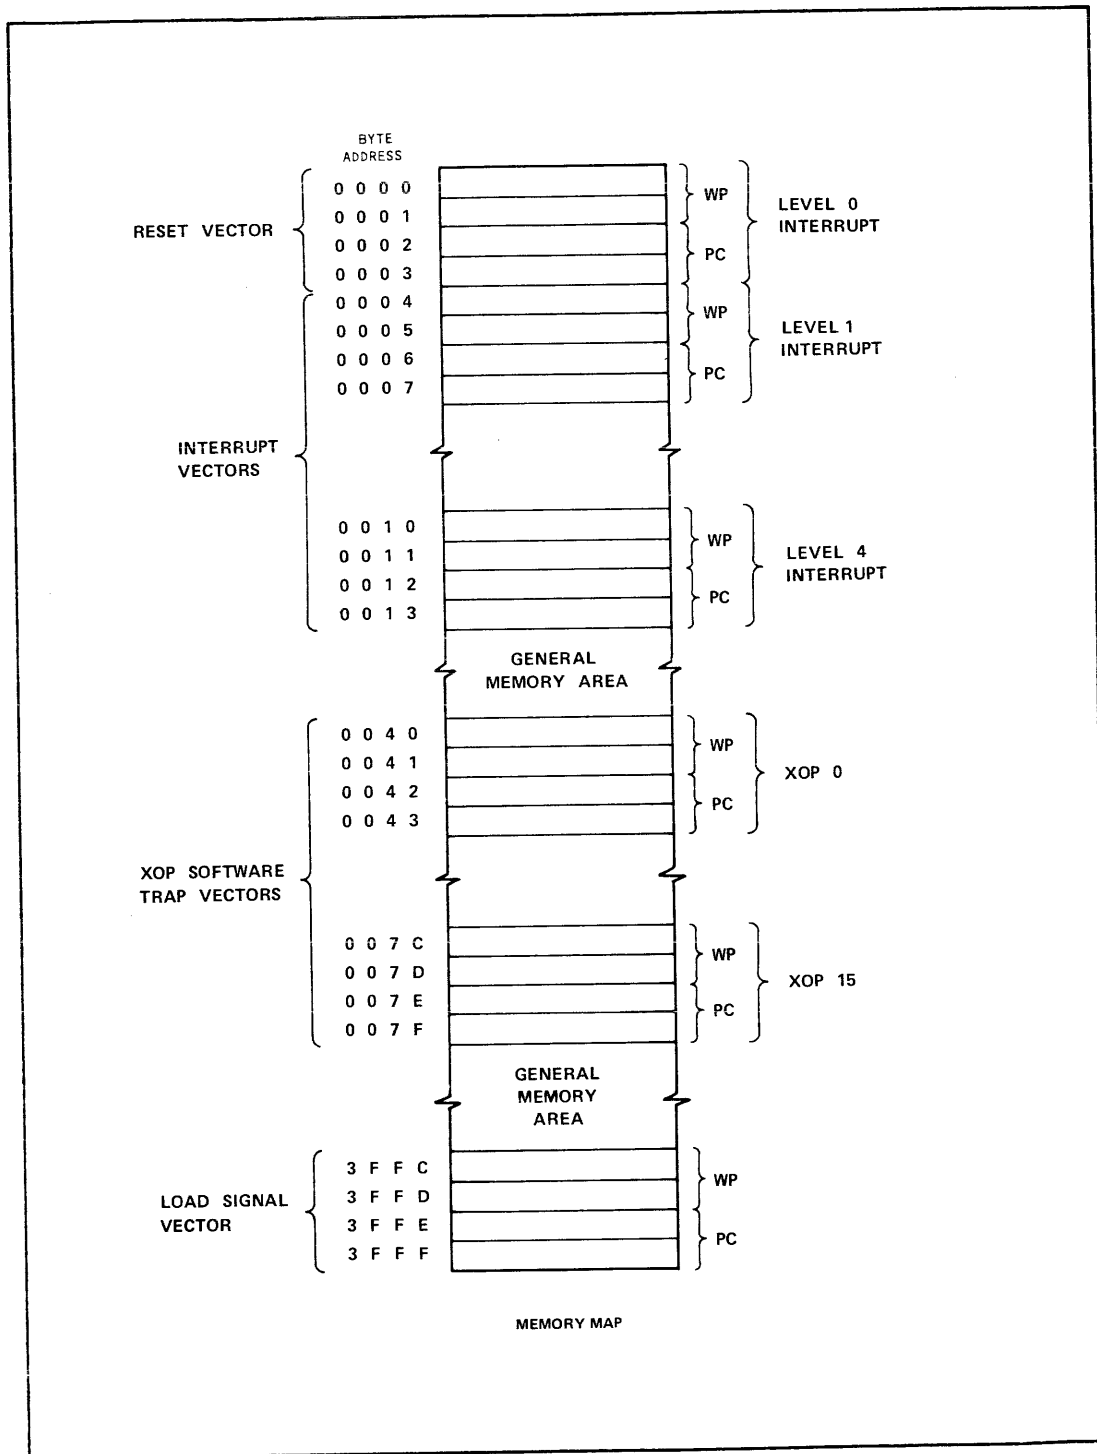 BYTE
ADDRESS
0 0 0 0
WP
LEVEL 0
INTERRUPT
0 0 0 1
RESET VECTOR
0 0 0 2
PC
0 0 0 3
0 0 0 4
WP
0 0 0 5
LEVEL 1
INTERRUPT
0 0 0 6
PC
0 0 0 7
INTERRUPT
VECTORS
0 0 1 0
WP
0 0 1 1
LEVEL 4
INTERRUPT
0 0 1 2
PC
0 0 1 3
GENERAL
MEMORY AREA
0 0 4 0
WP
0 0 4 1
XOP 0
0 0 4 2
PC
0 0 4 3
XOP SOFTWARE
TRAP VECTORS
0 0 7 C
WP
0 0 7 D
XOP 15
0 0 7 E
PC
0 0 7 F
GENERAL
MEMORY
AREA
3 F F C
WP
3 F F D
LOAD SIGNAL
VECTOR
3 F F E
PC
3 F F F
MEMORY MAP